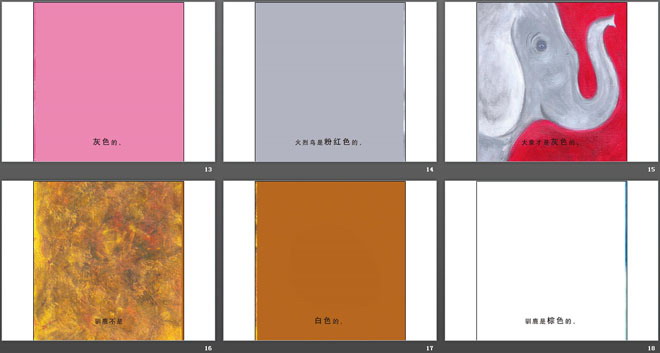 灰色的。
13
火烈鸟是粉红色的。
14
大象才是灰色的。
15
驯鹿不是
16
白色的。
17
驯鹿是棕色的。
18